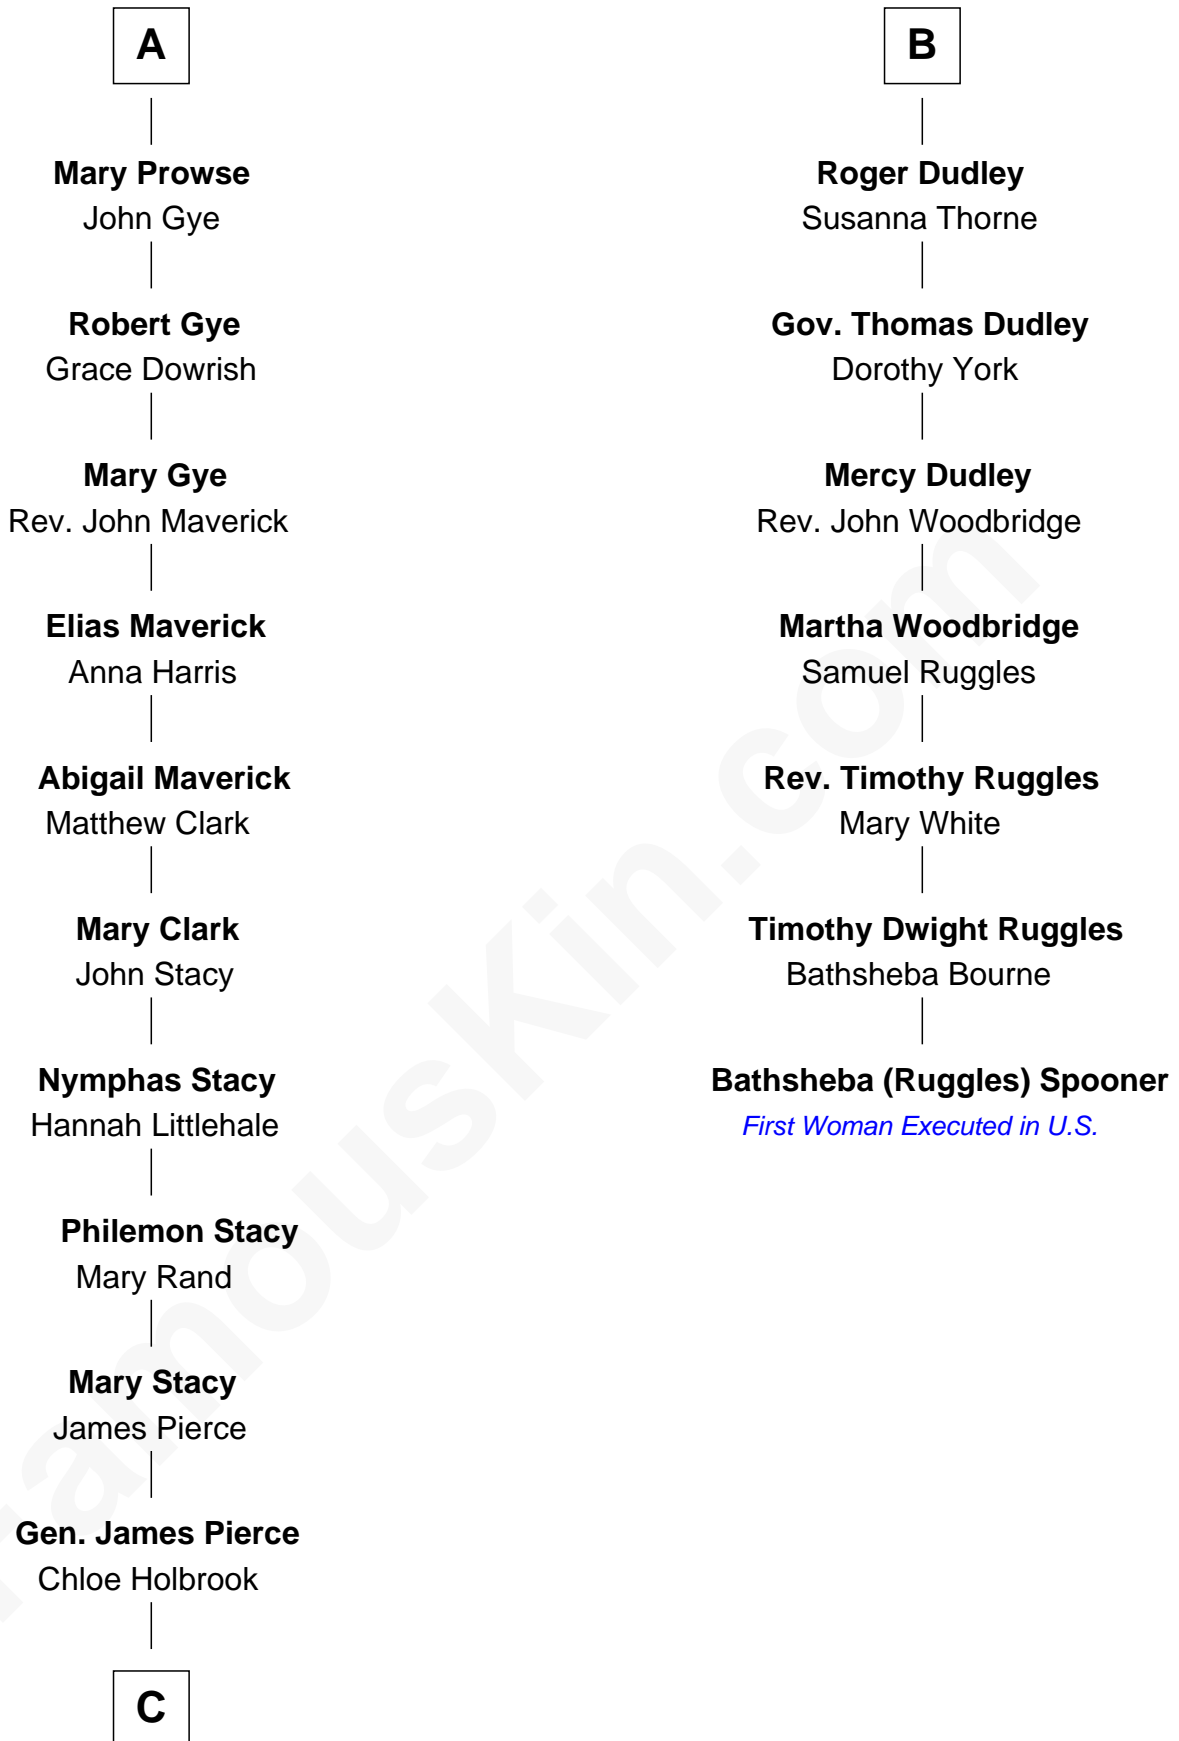 A
Mary Prowse
John Gye
Robert Gye
Grace Dowrish
Mary Gye
Rev. John Maverick
Elias Maverick
Anna Harris
Abigail Maverick
Matthew Clark
Mary Clark
John Stacy
Nymphas Stacy
Hannah Littlehale
Philemon Stacy
Mary Rand
Mary Stacy
James Pierce
Gen. James Pierce
Chloe Holbrook
C
B
Roger Dudley
Susanna Thorne
Gov. Thomas Dudley
Dorothy York
Mercy Dudley
Rev. John Woodbridge
Martha Woodbridge
Samuel Ruggles
Rev. Timothy Ruggles
Mary White
Timothy Dwight Ruggles
Bathsheba Bourne
Bathsheba (Ruggles) Spooner
First Woman Executed in U.S.
FamousKin.com